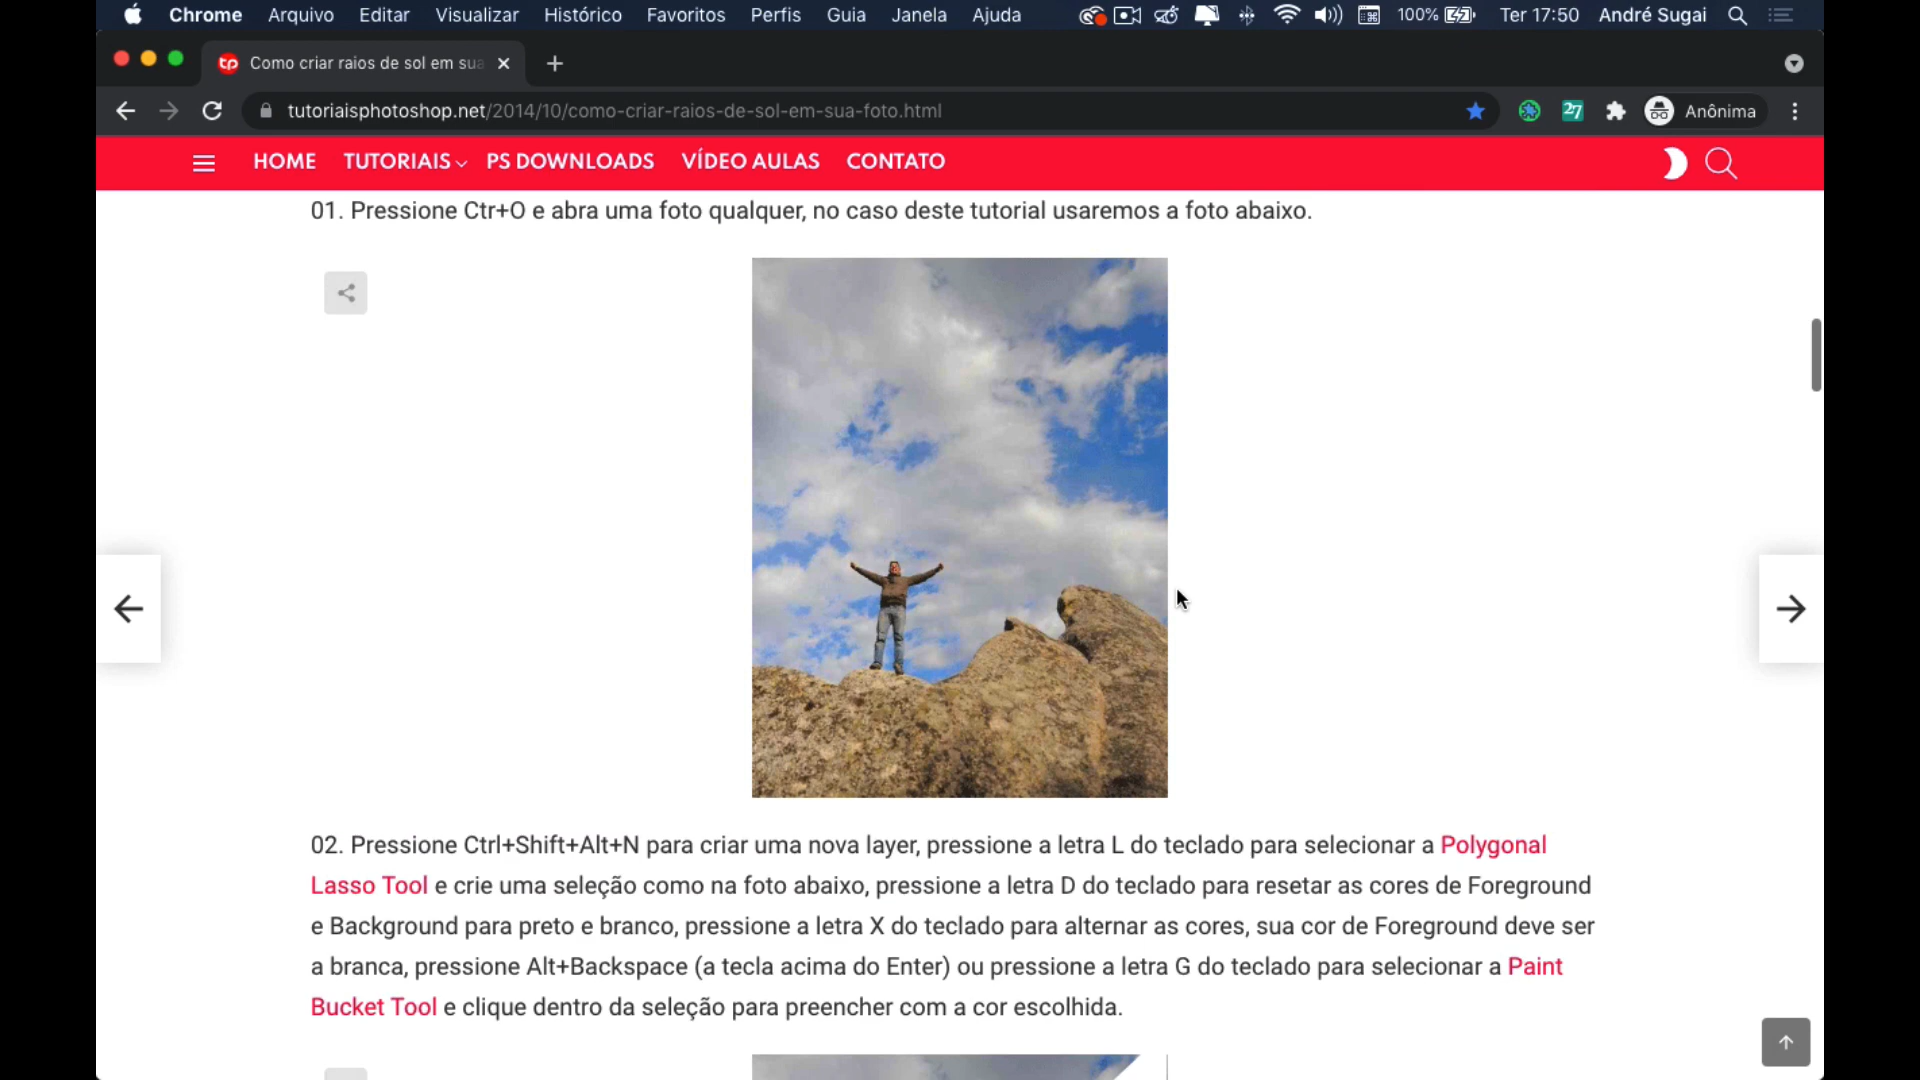 Chrome Arquivo Editar Visualizar Histórico Favoritos Perfis Guia Janela Ajuda 100% Ter 17:50 André Sugai
tp Como criar raios de sol em sua
tutoriaisphotoshop.net/2014/10/como-criar-raios-de-sol-em-sua-foto.html 27 Anônima
HOME TUTORIAIS PS DOWNLOADS VÍDEO AULAS CONTATO
01. Pressione Ctr+O e abra uma foto qualquer, no caso deste tutorial usaremos a foto abaixo.
02. Pressione Ctrl+Shift+Alt+N para criar uma nova layer, pressione a letra L do teclado para selecionar a Polygonal
Lasso Tool e crie uma seleção como na foto abaixo, pressione a letra D do teclado para resetar as cores de Foreground
e Background para preto e branco, pressione a letra X do teclado para alternar as cores, sua cor de Foreground deve ser
a branca, pressione Alt+Backspace (a tecla acima do Enter) ou pressione a letra G do teclado para selecionar a Paint
Bucket Tool e clique dentro da seleção para preencher com a cor escolhida.